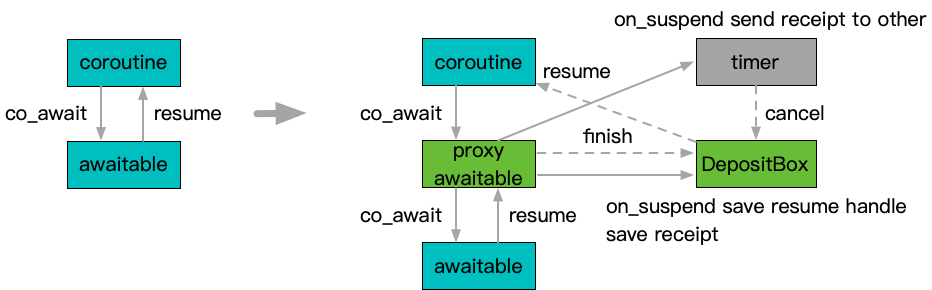 on_suspend send receipt to other
coroutine
coroutine
timer
resume
co_await
resume
co_await
cancel
finish
awaitable
proxy
awaitable
DepositBox
co_await
resume
on_suspend save resume handle
save receipt
awaitable